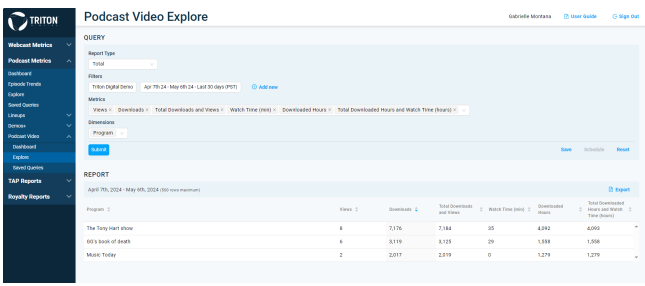 TRITON
Podcast Video Explore
Gabrielle Montana
User Guide
Sign Out
Webcast Metrics
Podcast Metrics
Dashboard
Episode Trends
Explore
Saved Queries
Lineups
Demos+
Podcast Video
Dashboard
Explore
Saved Queries
TAP Reports
Royalty Reports
QUERY
Report Type
Total
Filters
Triton Digital Demo
Apr 7th 24 - May 6th 24 - Last 30 days (PST)
Add new
Metrics
Views × Downloads × Total Downloads and Views × Watch Time (min) × Downloaded Hours × Total Downloaded Hours and Watch Time (hours) ×
Dimensions
Program
Submit
Save Schedule Reset
REPORT
April 7th, 2024 - May 6th, 2024 (500 rows maximum)
Export
Program Views Downloads Total Downloads and Views Watch Time (min) Downloaded Hours Total Downloaded Hours and Watch Time (hours)
The Tony Hart show 8 7,176 7,184 35 4,092 4,093
6 3,119 3,125 29 1,558 1,558
Music Today 2 2,017 2,019 0 1,279 1,279